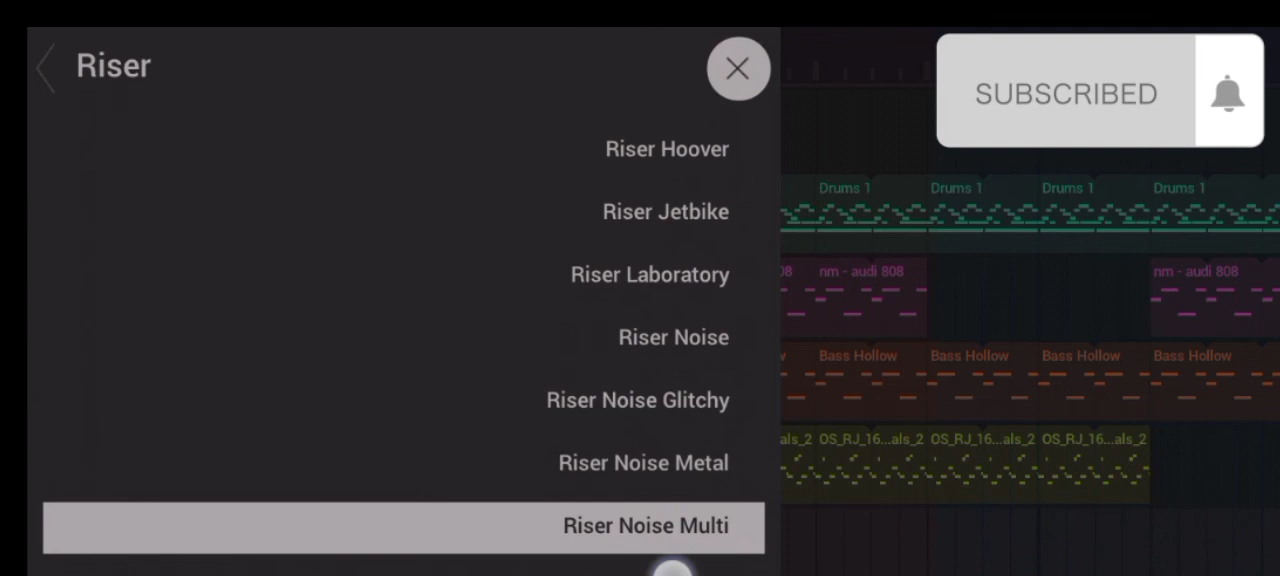 Riser
SUBSCRIBED
Riser Hoover
Riser Jetbike
Riser Laboratory
Riser Noise
Riser Noise Glitchy
Riser Noise Metal
Riser Noise Multi
Drums 1 Drums 1 Drums 1 Drums 1
08 nm - audi 808 nm - audi 808
Bass Hollow Bass Hollow Bass Hollow Bass Hollow
als_2 OS_RJ_16...als_2 OS_RJ_16...als_2 OS_RJ_16...als_2